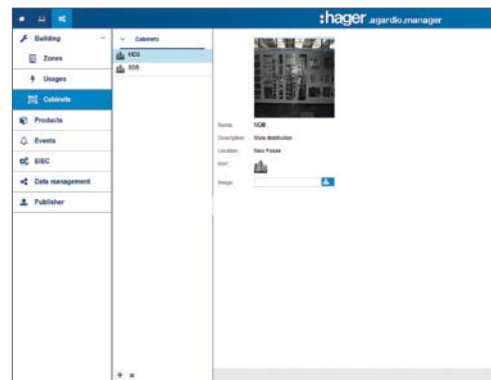 :hager .agardio.manager
Building
Zones
Usages
Cabinets
Products
Events
EIEC
Data management
Publisher
Cabinets
MDB
SDB
Name: MDB
Description: Main distribution
Location: New Power
Icon:
Image: